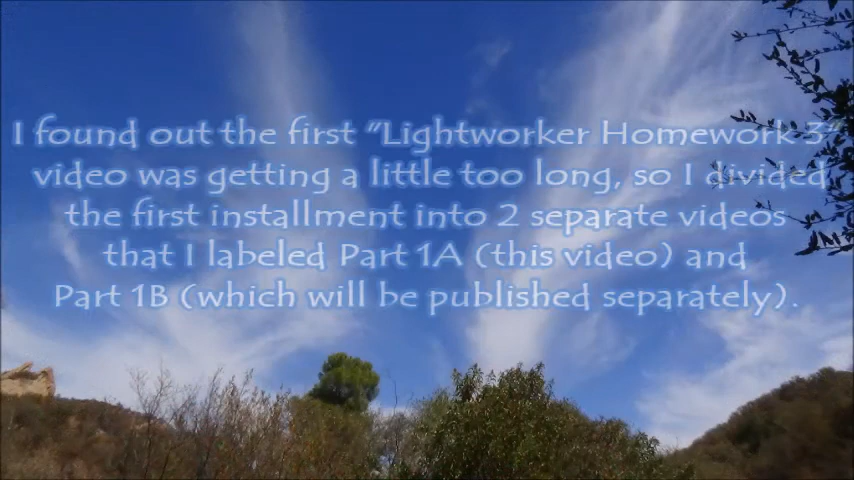 I found out the first "Lightworker Homework 3"
video was getting a little too long, so I divided
the first installment into 2 separate videos
that I labeled Part 1A (this video) and
Part 1B (which will be published separately).